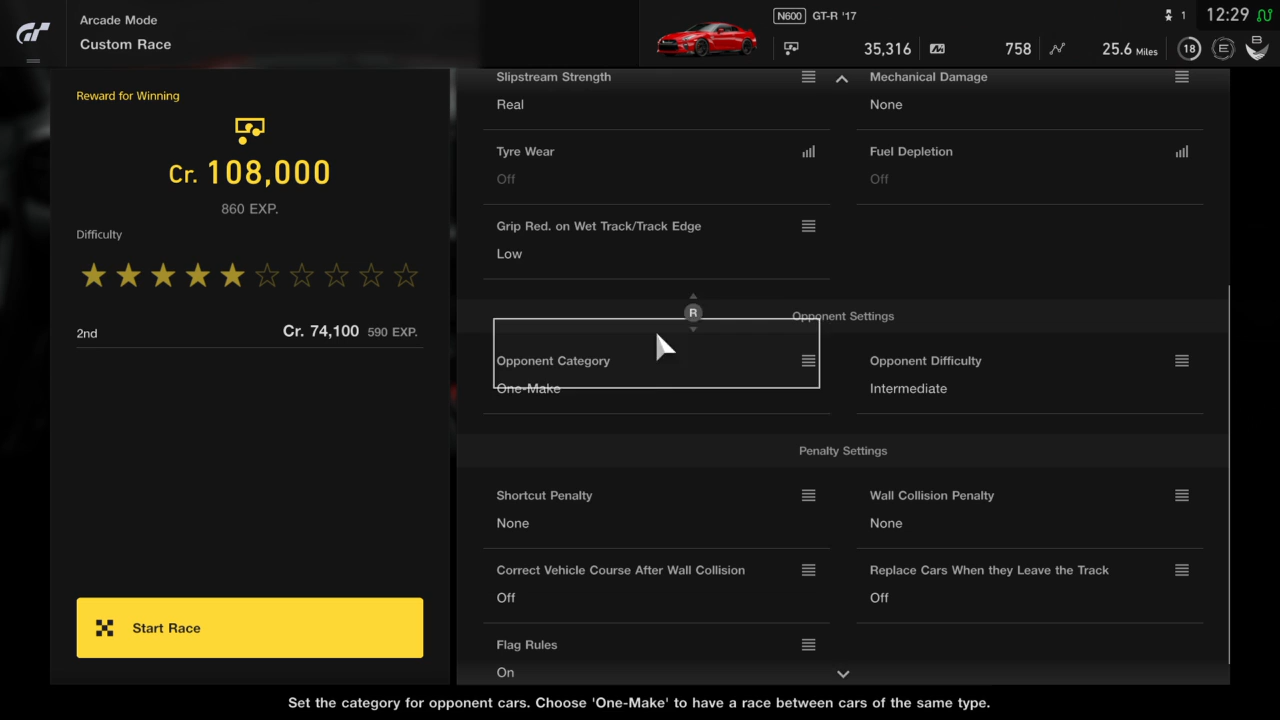 Arcade Mode
Custom Race
N600 GT-R '17
35,316
758
25.6 Miles
1
12:29
18
E
B
Reward for Winning
Cr. 108,000
860 EXP.
Difficulty
2nd Cr. 74,100 590 EXP.
Start Race
Slipstream Strength
Real
Mechanical Damage
None
Tyre Wear
Off
Fuel Depletion
Off
Grip Red. on Wet Track/Track Edge
Low
R
Opponent Settings
Opponent Category
One-Make
Opponent Difficulty
Intermediate
Penalty Settings
Shortcut Penalty
None
Wall Collision Penalty
None
Correct Vehicle Course After Wall Collision
Off
Replace Cars When they Leave the Track
Off
Flag Rules
On
Set the category for opponent cars. Choose 'One-Make' to have a race between cars of the same type.